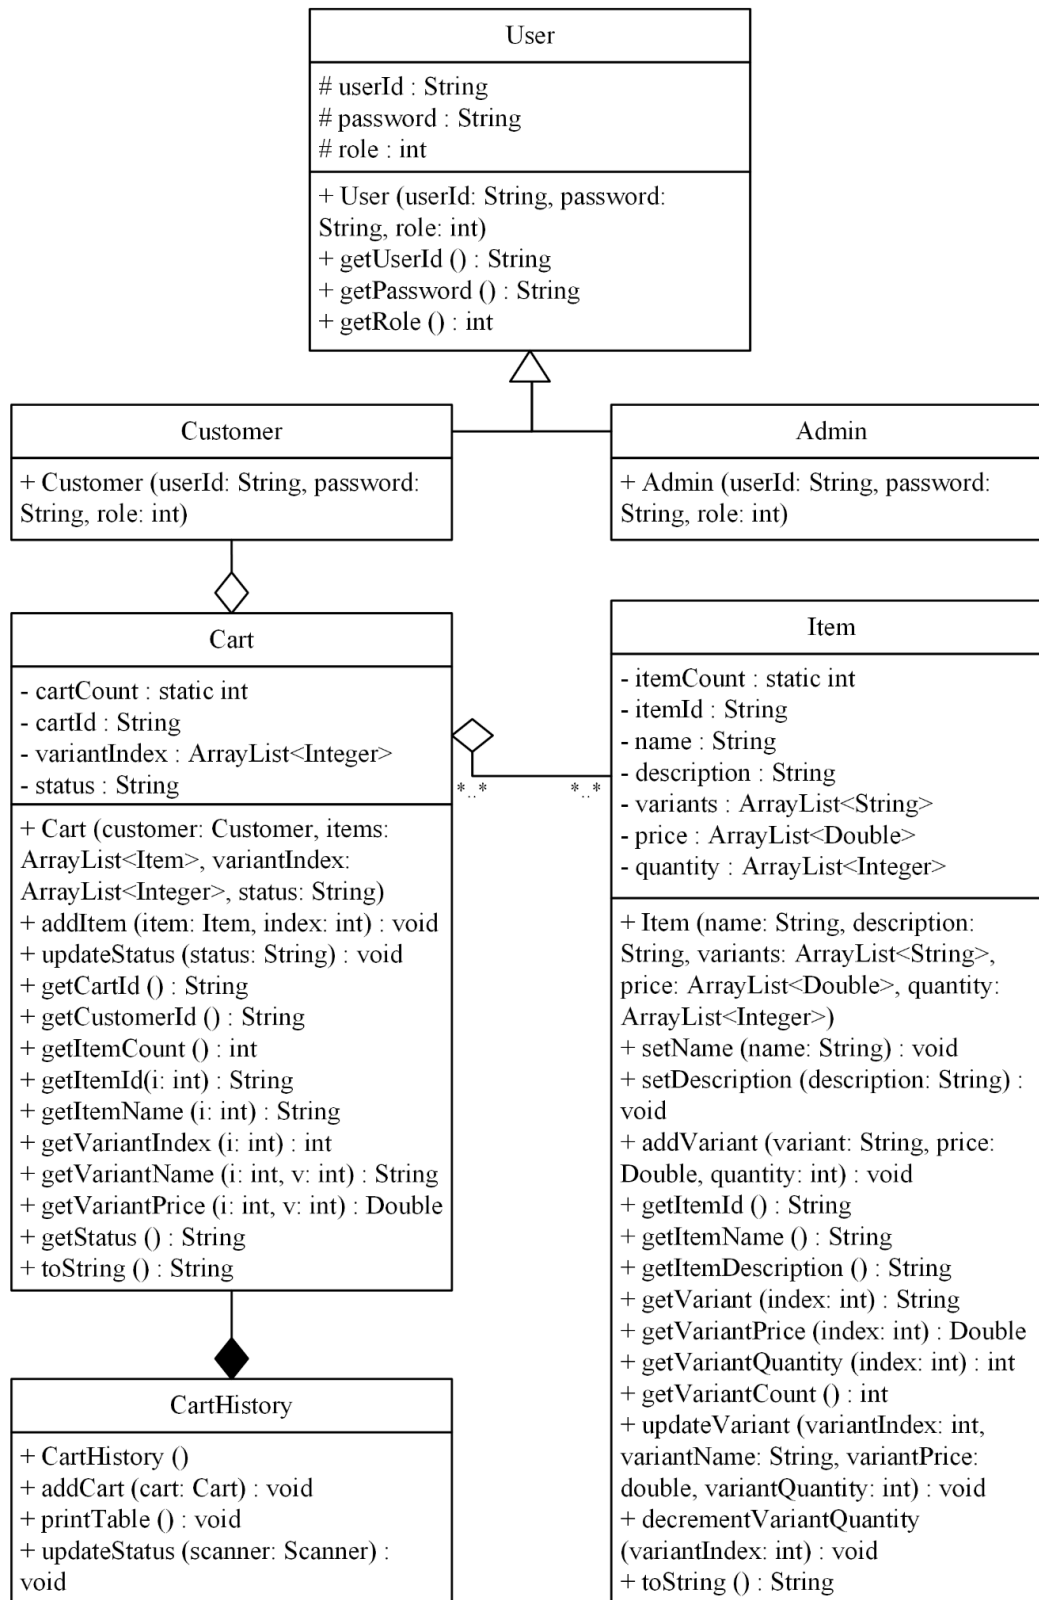 User
# userId : String
# password : String
# role : int
+ User (userId: String, password:
String, role: int)
+ getUserId () : String
+ getPassword () : String
+ getRole () : int
Customer
+ Customer (userId: String, password:
String, role: int)
Admin
+ Admin (userId: String, password:
String, role: int)
Cart
- cartCount : static int
- cartId : String
- variantIndex : ArrayList<Integer>
- status : String
+ Cart (customer: Customer, items:
ArrayList<Item>, variantIndex:
ArrayList<Integer>, status: String)
+ addItem (item: Item, index: int) : void
+ updateStatus (status: String) : void
+ getCartId () : String
+ getCustomerId () : String
+ getItemCount () : int
+ getItemId(i: int) : String
+ getItemName (i: int) : String
+ getVariantIndex (i: int) : int
+ getVariantName (i: int, v: int) : String
+ getVariantPrice (i: int, v: int) : Double
+ getStatus () : String
+ toString () : String
*..*
*..*
Item
- itemCount : static int
- itemId : String
- name : String
- description : String
- variants : ArrayList<String>
- price : ArrayList<Double>
- quantity : ArrayList<Integer>
+ Item (name: String, description:
String, variants: ArrayList<String>,
price: ArrayList<Double>, quantity:
ArrayList<Integer>)
+ setName (name: String) : void
+ setDescription (description: String) :
void
+ addVariant (variant: String, price:
Double, quantity: int) : void
+ getItemId () : String
+ getItemName () : String
+ getItemDescription () : String
+ getVariant (index: int) : String
+ getVariantPrice (index: int) : Double
+ getVariantQuantity (index: int) : int
+ getVariantCount () : int
+ updateVariant (variantIndex: int,
variantName: String, variantPrice:
double, variantQuantity: int) : void
+ decrementVariantQuantity
(variantIndex: int) : void
+ toString () : String
CartHistory
+ CartHistory ()
+ addCart (cart: Cart) : void
+ printTable () : void
+ updateStatus (scanner: Scanner) :
void